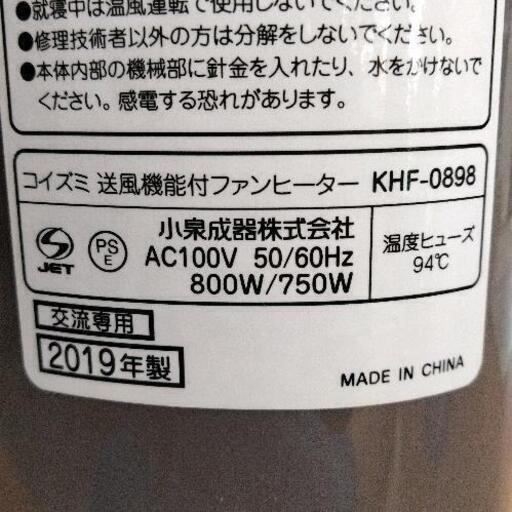 ●就寝中は温風運転で使用しないでください。
●修理技術者以外の方は分解をしないでください。
●本体内部の機械部に針金を入れたり、水をかけないで
ください。感電する恐れがあります。
コイズミ 送風機能付ファンヒーター KHF-0898
JET
PS
E
小泉成器株式会社
AC100V 50/60Hz
800W/750W
温度ヒューズ
94℃
交流専用
2019年製
MADE IN CHINA